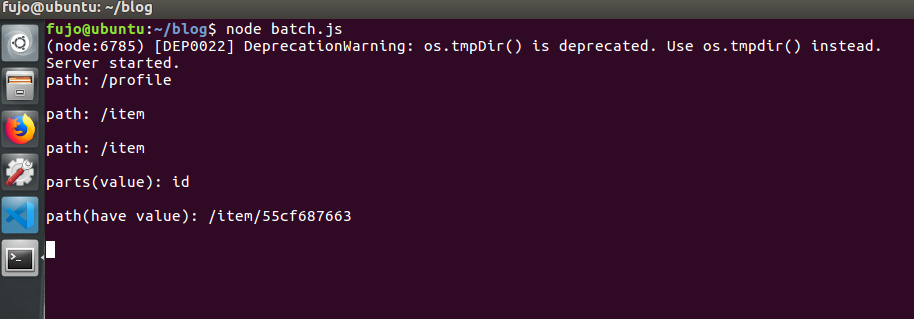 fujo@ubuntu: ~/blog
fujo@ubuntu:~/blog$ node batch.js
(node:6785) [DEP0022] DeprecationWarning: os.tmpDir() is deprecated. Use os.tmpdir() instead.
Server started.
path: /profile
path: /item
path: /item
parts(value): id
path(have value): /item/55cf687663